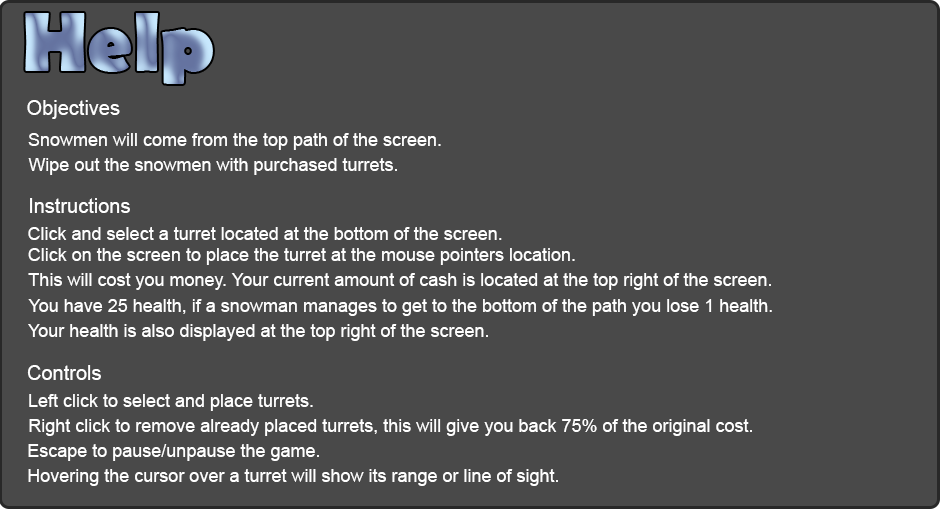 Help
Objectives
Snowmen will come from the top path of the screen.
Wipe out the snowmen with purchased turrets.
Instructions
Click and select a turret located at the bottom of the screen.
Click on the screen to place the turret at the mouse pointers location.
This will cost you money. Your current amount of cash is located at the top right of the screen.
You have 25 health, if a snowman manages to get to the bottom of the path you lose 1 health.
Your health is also displayed at the top right of the screen.
Controls
Left click to select and place turrets.
Right click to remove already placed turrets, this will give you back 75% of the original cost.
Escape to pause/unpause the game.
Hovering the cursor over a turret will show its range or line of sight.